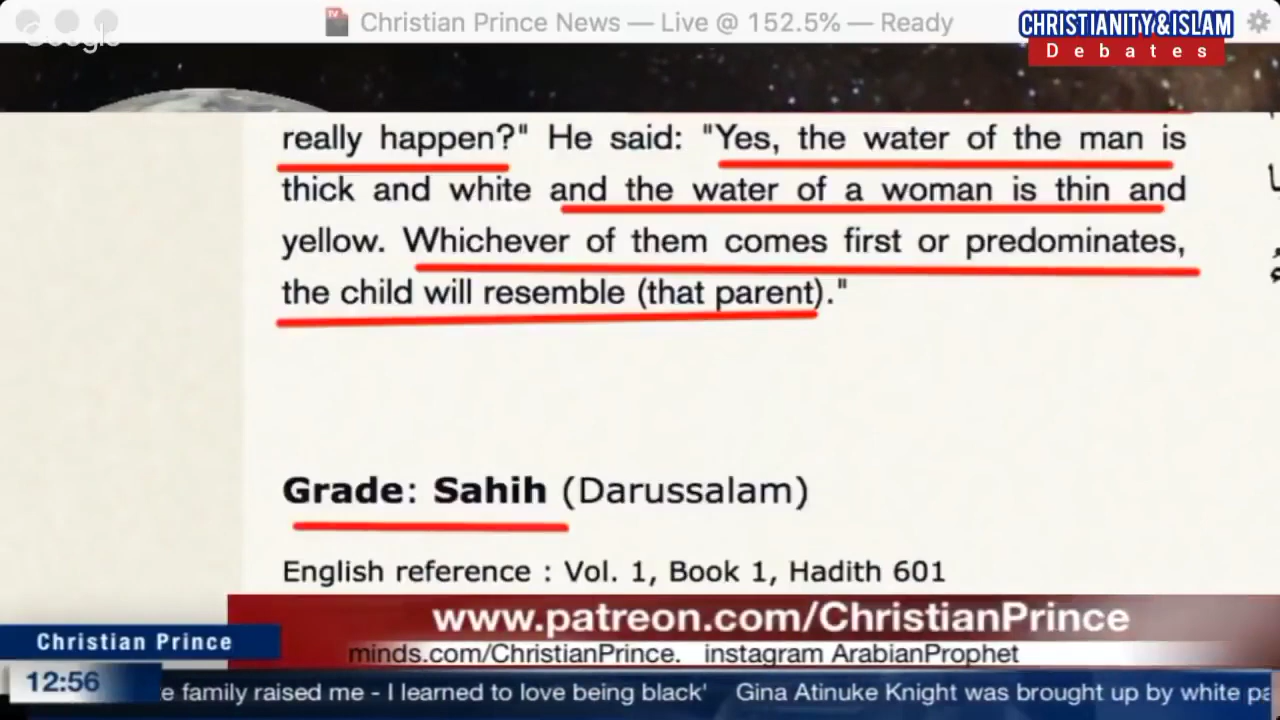 Christian Prince News — Live @ 152.5% — Ready
CHRISTIANITY & ISLAM
Debates
Google
really happen?" He said: "Yes, the water of the man is
thick and white and the water of a woman is thin and
yellow. Whichever of them comes first or predominates,
the child will resemble (that parent)."
Grade: Sahih (Darussalam)
English reference : Vol. 1, Book 1, Hadith 601
www.patreon.com/ChristianPrince
Christian Prince
minds.com/ChristianPrince. instagram ArabianProphet
12:56
e family raised me - I learned to love being black' Gina Atinuke Knight was brought up by white pa